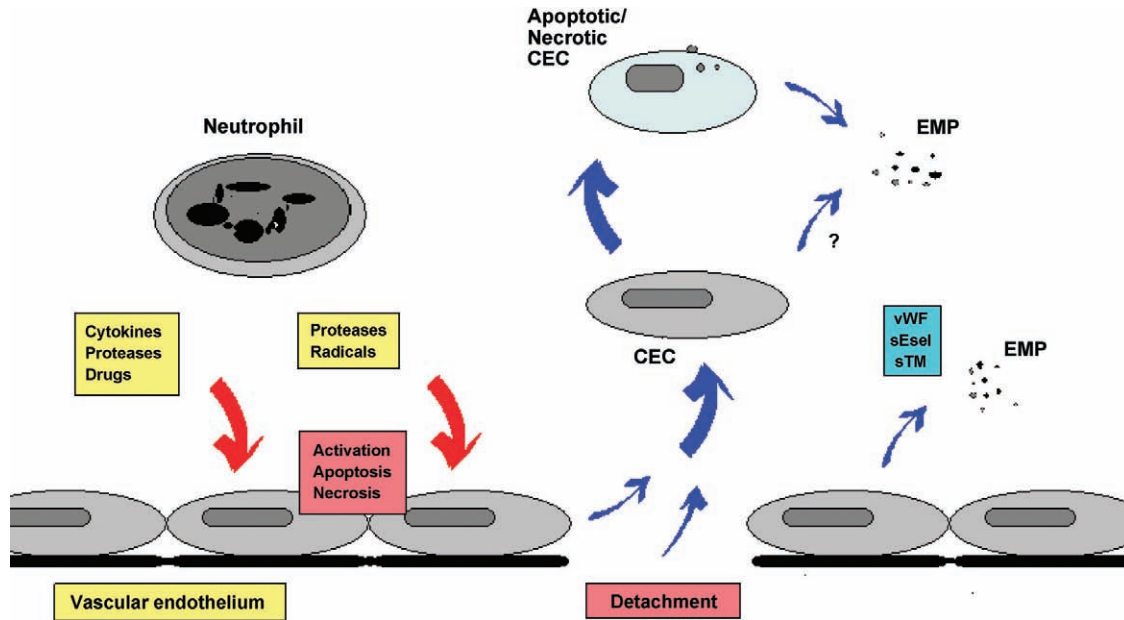 Apoptotic/
Necrotic
CEC
Neutrophil
EMP
?
Cytokines
Proteases
Drugs
Proteases
Radicals
CEC
vWF
sEsel
sTM
EMP
Activation
Apoptosis
Necrosis
Vascular endothelium
Detachment